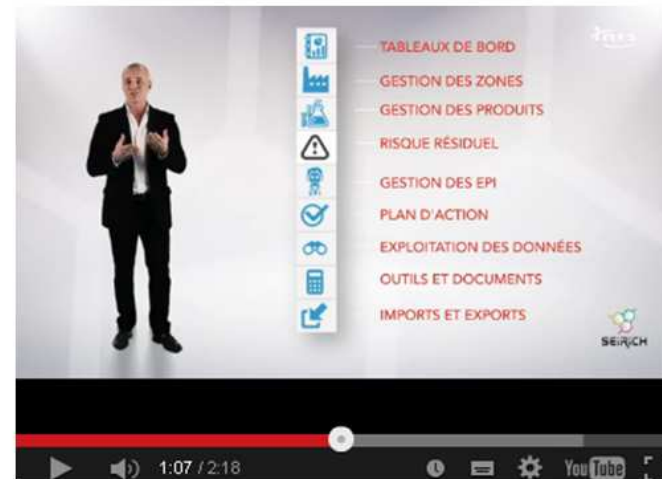 inrs
TABLEAUX DE BORD
GESTION DES ZONES
GESTION DES PRODUITS
RISQUE RÉSIDUEL
GESTION DES EPI
PLAN D'ACTION
EXPLOITATION DES DONNÉES
OUTILS ET DOCUMENTS
IMPORTS ET EXPORTS
SEIRICH
1:07 / 2:18
YouTube